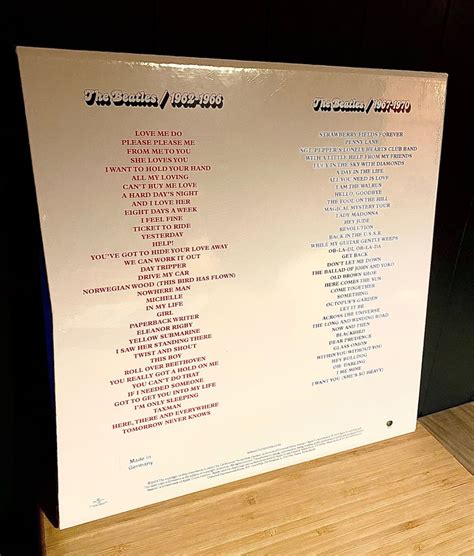 The Beatles / 1962-1966
LOVE ME DO
PLEASE PLEASE ME
FROM ME TO YOU
SHE LOVES YOU
I WANT TO HOLD YOUR HAND
ALL MY LOVING
CAN'T BUY ME LOVE
A HARD DAY'S NIGHT
AND I LOVE HER
EIGHT DAYS A WEEK
I FEEL FINE
TICKET TO RIDE
YESTERDAY
HELP!
YOU'VE GOT TO HIDE YOUR LOVE AWAY
WE CAN WORK IT OUT
DAY TRIPPER
DRIVE MY CAR
NORWEGIAN WOOD (THIS BIRD HAS FLOWN)
NOWHERE MAN
MICHELLE
IN MY LIFE
GIRL
PAPERBACK WRITER
ELEANOR RIGBY
YELLOW SUBMARINE
I SAW HER STANDING THERE
TWIST AND SHOUT
THIS BOY
ROLL OVER BEETHOVEN
YOU REALLY GOT A HOLD ON ME
YOU CAN'T DO THAT
IF I NEEDED SOMEONE
GOT TO GET YOU INTO MY LIFE
I'M ONLY SLEEPING
TAXMAN
HERE, THERE AND EVERYWHERE
TOMORROW NEVER KNOWS
The Beatles / 1967-1970
STRAWBERRY FIELDS FOREVER
PENNY LANE
SGT. PEPPER'S LONELY HEARTS CLUB BAND
WITH A LITTLE HELP FROM MY FRIENDS
LUCY IN THE SKY WITH DIAMONDS
A DAY IN THE LIFE
ALL YOU NEED IS LOVE
I AM THE WALRUS
HELLO, GOODBYE
THE FOOL ON THE HILL
MAGICAL MYSTERY TOUR
LADY MADONNA
HEY JUDE
REVOLUTION
BACK IN THE U.S.S.R.
WHILE MY GUITAR GENTLY WEEPS
OB-LA-DI, OB-LA-DA
GET BACK
DON'T LET ME DOWN
THE BALLAD OF JOHN AND YOKO
OLD BROWN SHOE
HERE COMES THE SUN
COME TOGETHER
SOMETHING
OCTOPUS'S GARDEN
LET IT BE
ACROSS THE UNIVERSE
THE LONG AND WINDING ROAD
NOW AND THEN
BLACKBIRD
DEAR PRUDENCE
GLASS ONION
WITHIN YOU WITHOUT YOU
HEY BULLDOG
OH! DARLING
THE MINE
I WANT YOU (SHE'S SO HEAVY)
Made in
Germany